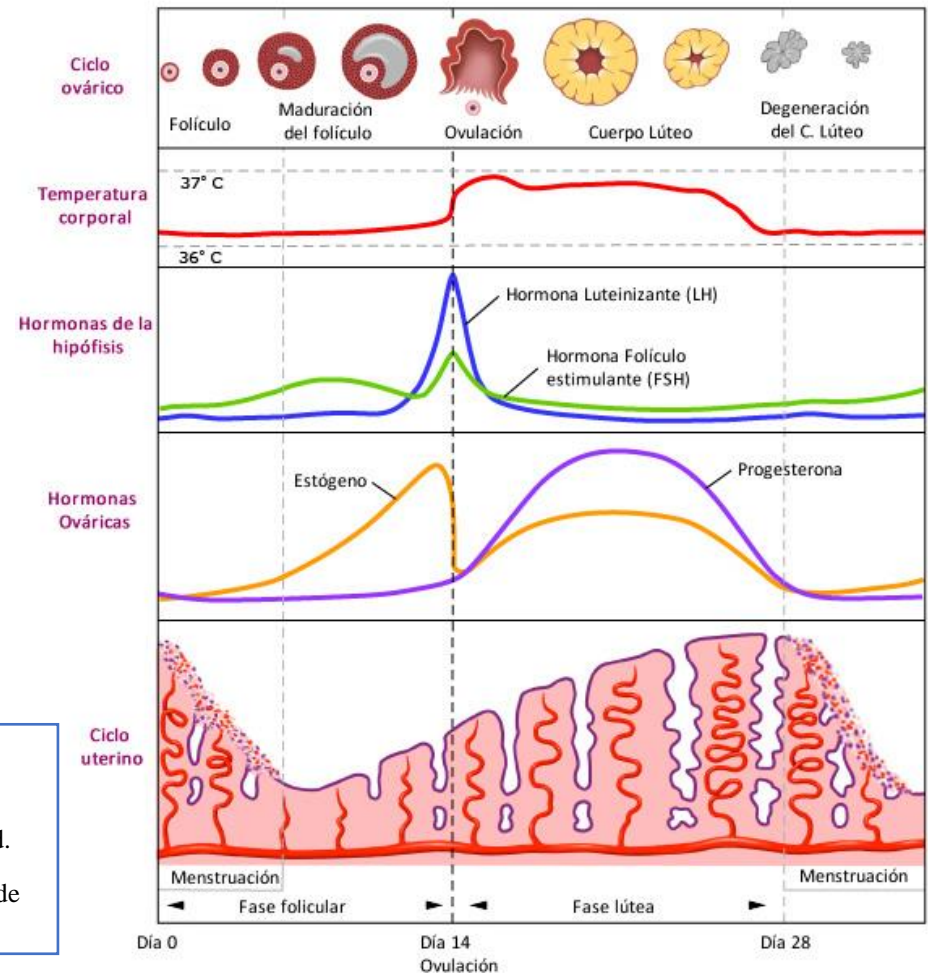 Ciclo
ovárico
Folículo
Maduración
del folículo
Ovulación
Cuerpo Lúteo
Degeneración
del C. Lúteo
Temperatura
corporal
37° C
36° C
Hormonas de la
hipófisis
Hormona Luteinizante (LH)
Hormona Folículo
estimulante (FSH)
Hormonas
Ováricas
Estógeno
Progesterona
Ciclo
uterino
de
Menstruación
Menstruación
Fase folicular
Fase lútea
Día 0
Día 14
Día 28
Ovulación